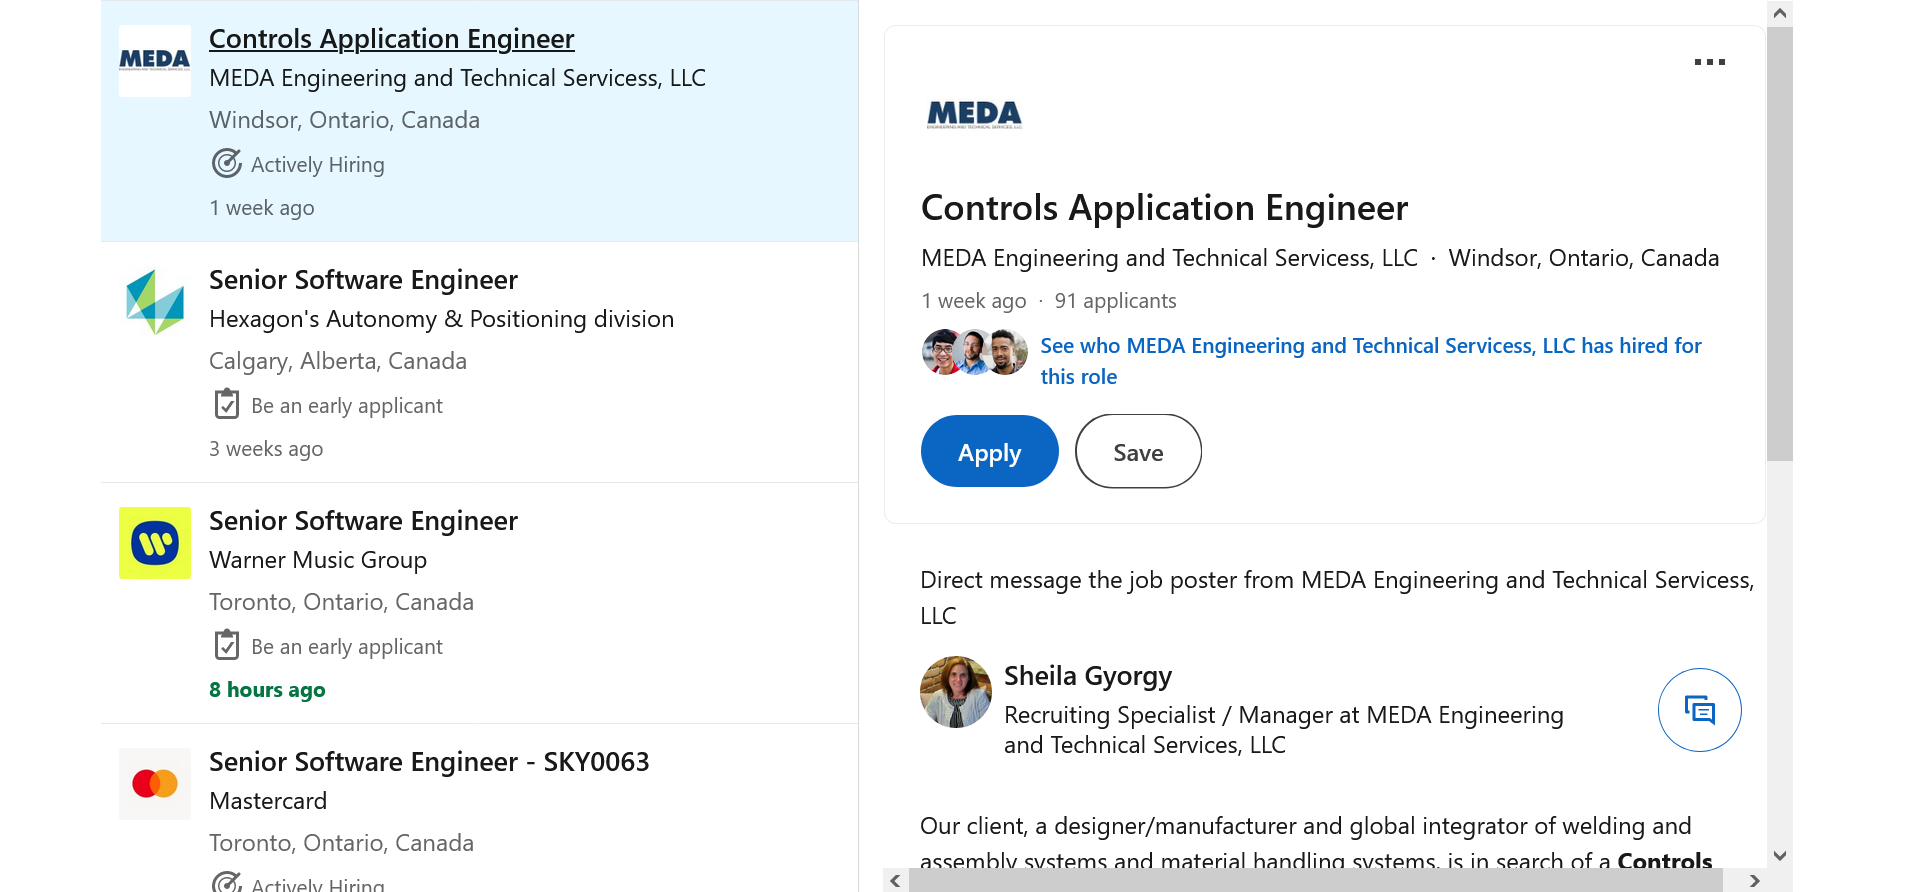 MEDA
Controls Application Engineer
MEDA Engineering and Technical Servicess, LLC
Windsor, Ontario, Canada
Actively Hiring
1 week ago
Senior Software Engineer
Hexagon's Autonomy & Positioning division
Calgary, Alberta, Canada
Be an early applicant
3 weeks ago
Senior Software Engineer
Warner Music Group
Toronto, Ontario, Canada
Be an early applicant
8 hours ago
Senior Software Engineer - SKY0063
Mastercard
Toronto, Ontario, Canada
Actively Hiring
MEDA
ENGINEERING AND TECHNICAL SERVICES, LLC
Controls Application Engineer
MEDA Engineering and Technical Servicess, LLC · Windsor, Ontario, Canada
1 week ago · 91 applicants
See who MEDA Engineering and Technical Servicess, LLC has hired for
this role
Apply Save
Direct message the job poster from MEDA Engineering and Technical Servicess,
LLC
Sheila Gyorgy
Recruiting Specialist / Manager at MEDA Engineering
and Technical Services, LLC
Our client, a designer/manufacturer and global integrator of welding and
assembly systems and material handling systems, is in search of a Controls